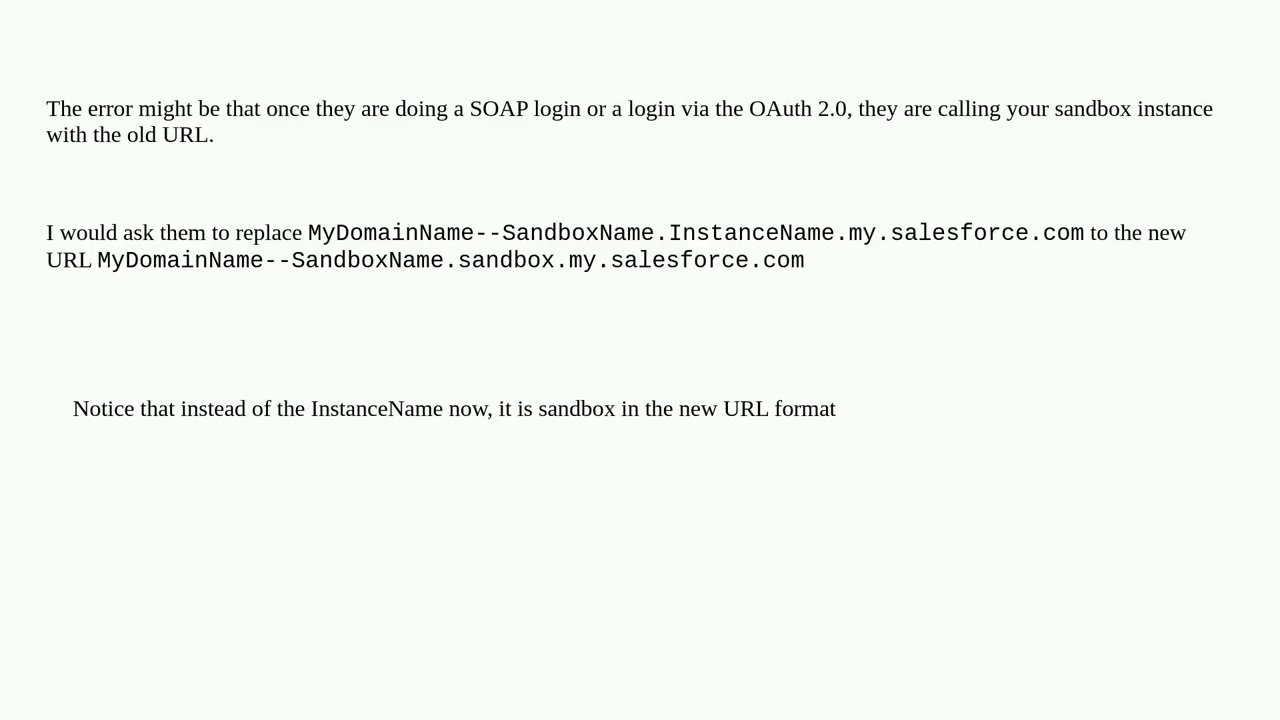 The error might be that once they are doing a SOAP login or a login via the OAuth 2.0, they are calling your sandbox instance
with the old URL.
I would ask them to replace MyDomainName--SandboxName.InstanceName.my.salesforce.com to the new
URL MyDomainName--SandboxName.sandbox.my.salesforce.com
Notice that instead of the InstanceName now, it is sandbox in the new URL format